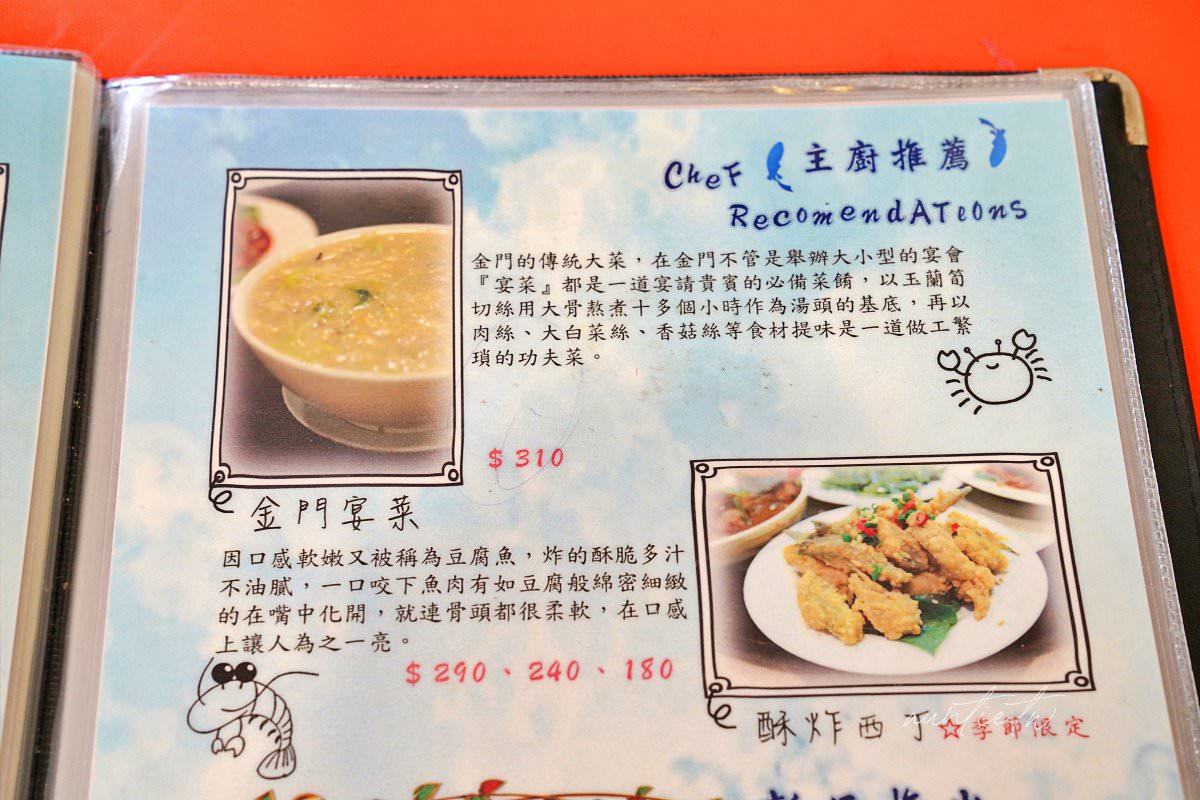 CheF 主廚推薦
RecomendATions
金門的傳統大菜，在金門不管是舉辦大小型的宴會
『宴菜』都是一道宴請貴賓的必備菜餚，以玉蘭筍
切絲用大骨熬煮十多個小時作為湯頭的基底，再以
肉絲、大白菜絲、香菇絲等食材提味是一道做工繁
瑣的功夫菜。
$310
金門宴菜
因口感軟嫩又被稱為豆腐魚，炸的酥脆多汁
不油膩，一口咬下魚肉有如豆腐般綿密細緻
的在嘴中化開，就連骨頭都很柔軟，在口感
上讓人為之一亮。
$290、240、180
酥炸西丁☆季節限定
auntie.tw